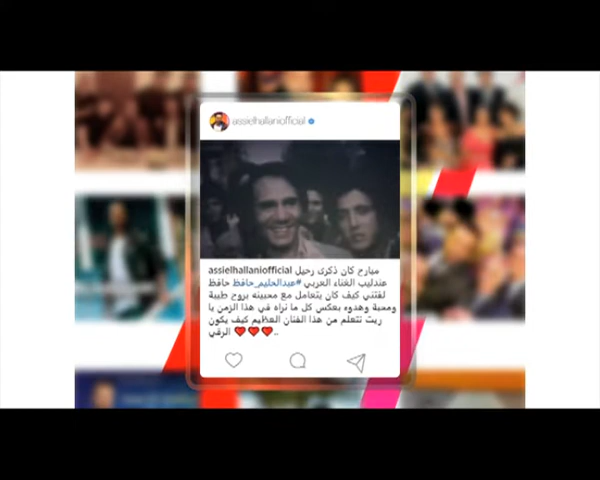 assielhallaniofficial
assielhallaniofficial مبارح كان ذكرى رحيل
عندليب الغناء العربي #عبدالحليم_حافظ حافظ
لفتني كيف كان يتعامل مع محبينه بروح طيبة
ومحبة وهدوء بعكس كل ما نراه في هذا الزمن يا
ريت نتعلم من هذا الفنان العظيم كيف يكون
الرقي ❤❤❤..